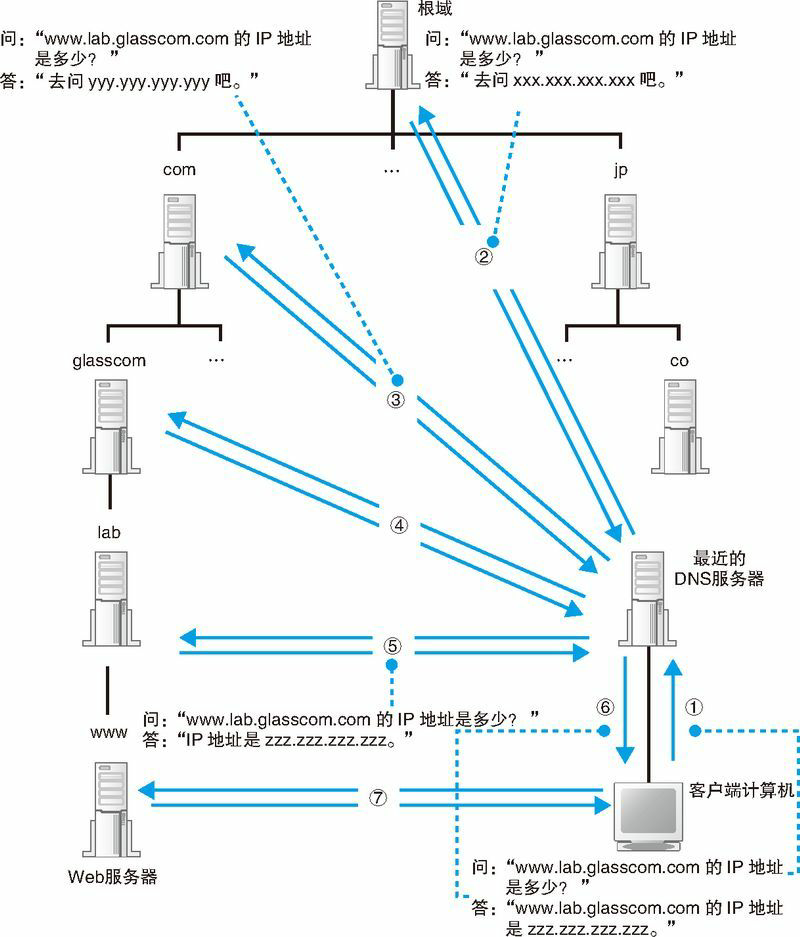 根域
问：“www.lab.glasscom.com 的 IP 地址
是多少？”
答：“去问 yyy.yyy.yyy.yyy 吧。”
问：“www.lab.glasscom.com 的 IP 地址
是多少？”
答：“去问 xxx.xxx.xxx.xxx 吧。”
com
…
jp
②
glasscom
…
…
co
③
④
lab
最近的
DNS服务器
⑤
问：“www.lab.glasscom.com 的 IP 地址是多少？”
答：“IP 地址是 zzz.zzz.zzz.zzz。”
⑥
①
www
⑦
客户端计算机
Web服务器
问：“www.lab.glasscom.com 的 IP 地址
是多少？”
答：“www.lab.glasscom.com 的 IP 地址
是 zzz.zzz.zzz.zzz。”